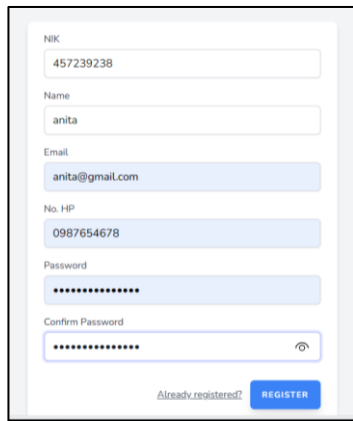 NIK
457239238
Name
anita
Email
anita@gmail.com
No. HP
0987654678
Password
•••••••••••••••
Confirm Password
•••••••••••••••
Already registered? REGISTER